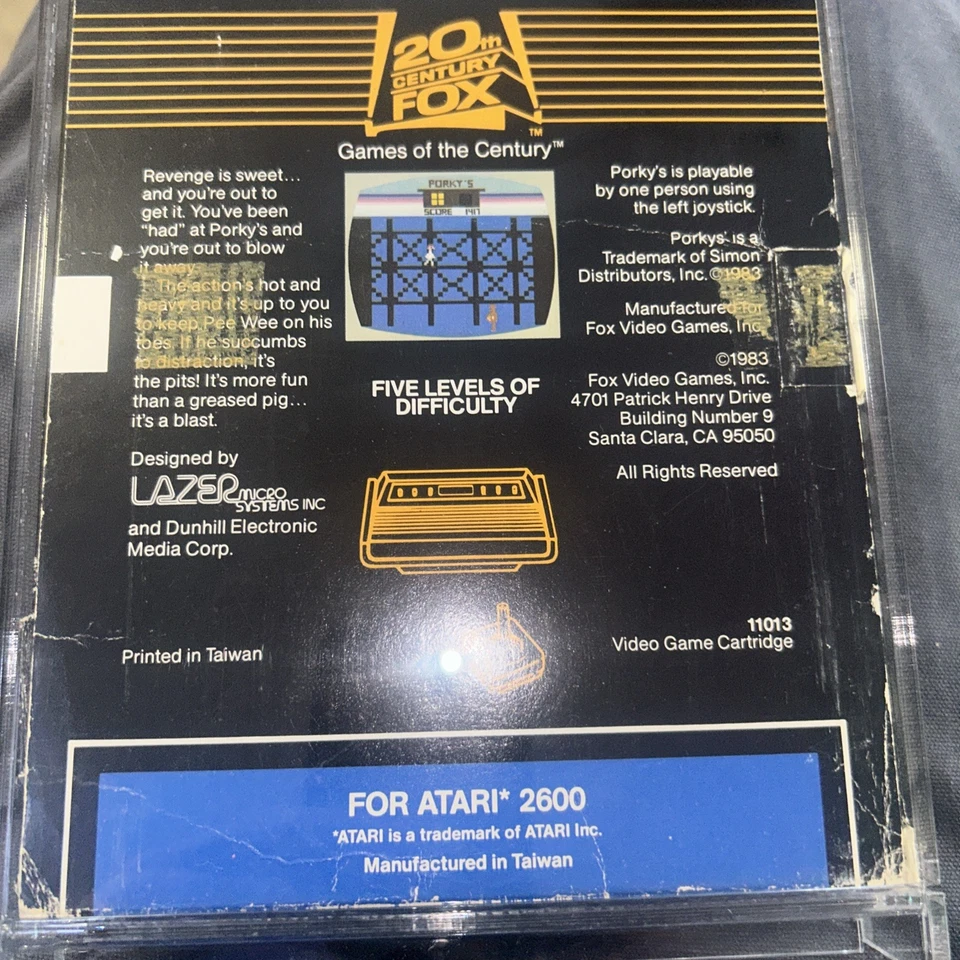 20th
CENTURY
FOX
TM
Games of the Century™
Revenge is sweet...
and you're out to
get it. You've been
"had" at Porky's and
you're out to blow
it away.
The action's hot and
heavy and it's up to you
to keep Pee Wee on his
toes. If he succumbs
to distraction, it's
the pits! It's more fun
than a greased pig...
it's a blast.
Designed by
LAZER MICRO
SYSTEMS INC
and Dunhill Electronic
Media Corp.
Printed in Taiwan
PORKY'S
SCORE 1417
FIVE LEVELS OF
DIFFICULTY
Porky's is playable
by one person using
the left joystick.
Porkys' is a
Trademark of Simon
Distributors, Inc. ©1983
Manufactured for
Fox Video Games, Inc.
©1983
Fox Video Games, Inc.
4701 Patrick Henry Drive
Building Number 9
Santa Clara, CA 95050
All Rights Reserved
11013
Video Game Cartridge
FOR ATARI* 2600
*ATARI is a trademark of ATARI Inc.
Manufactured in Taiwan